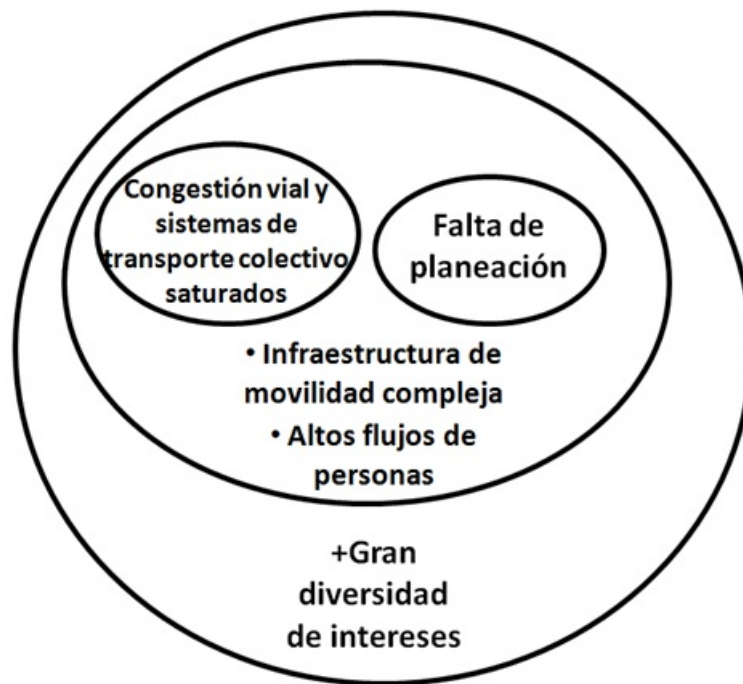 Congestión vial y
sistemas de
transporte colectivo
saturados
Falta de
planeación
• Infraestructura de
movilidad compleja
• Altos flujos de
personas
+Gran
diversidad
de intereses